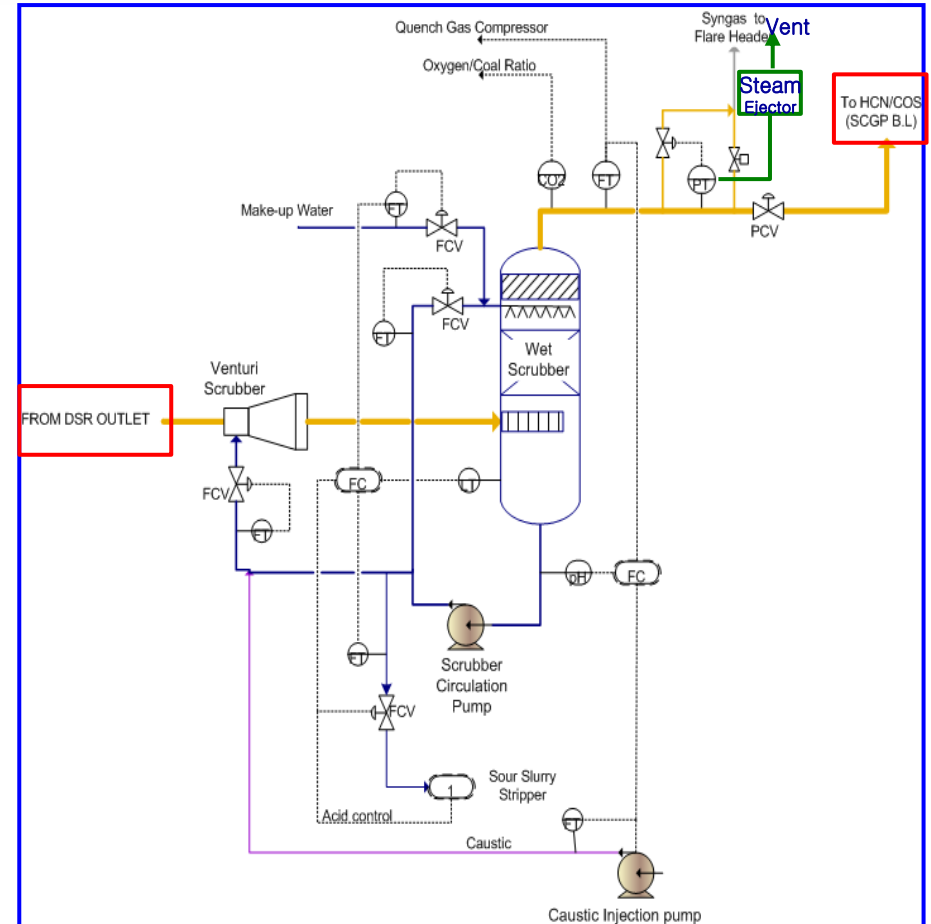 Quench Gas Compressor
Syngas to
Flare Header
Vent
Oxygen/Coal Ratio
Steam
Ejector
To HCN/COS
(SCGP B.L)
CO2
FT
PT
Make-up Water
FT
FCV
PCV
FCV
FT
Wet
Scrubber
Venturi
Scrubber
FROM DSR OUTLET
FC
LT
FCV
FT
pH
FC
Scrubber
Circulation
Pump
FT
FCV
Sour Slurry
Stripper
1
Acid control
FT
Caustic
Caustic Injection pump